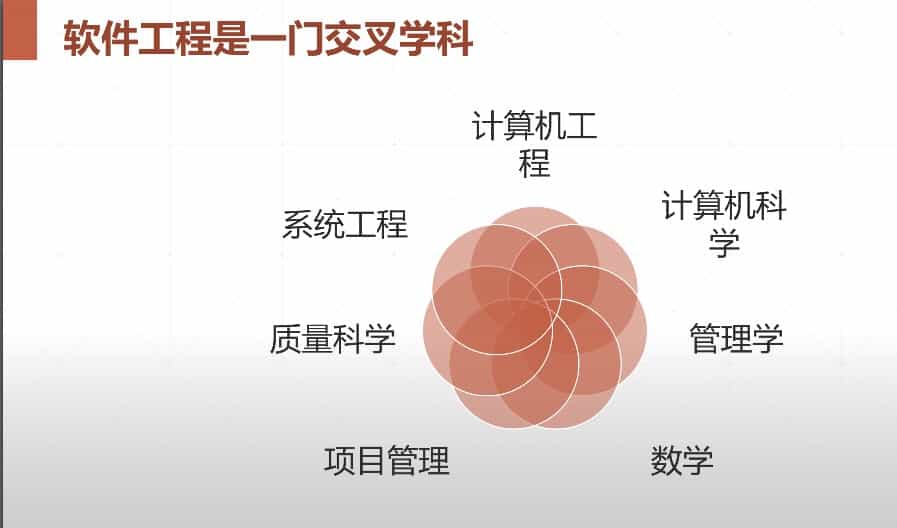 软件工程是一门交叉学科
计算机工
程
计算机科
学
系统工程
质量科学
管理学
项目管理
数学